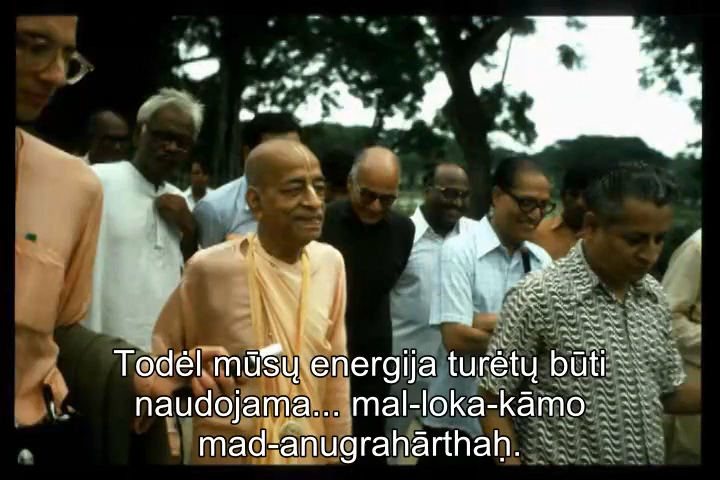 Todėl mūsų energija turėtų būti
naudojama... mal-loka-kāmo
mad-anugrahārthaḥ.